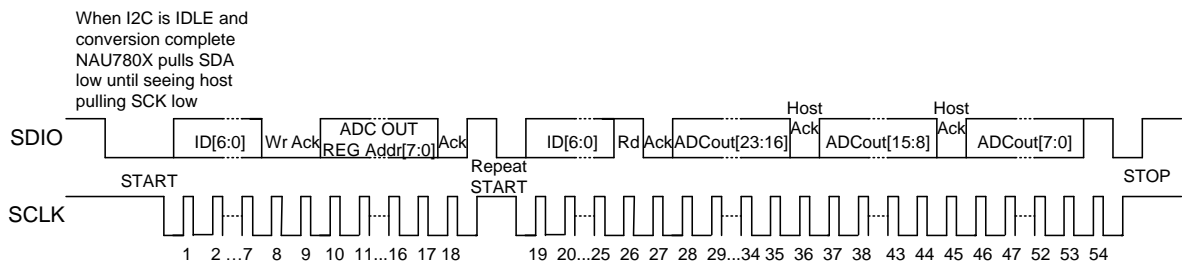 When I2C is IDLE and
conversion complete
NAU780X pulls SDA
low until seeing host
pulling SCK low
SDIO
ID[6:0]
Wr Ack
ADC OUT
REG Addr[7:0]
Ack
Repeat
START
ID[6:0]
Rd
Ack
ADCout[23:16]
Host
Ack
ADCout[15:8]
Host
Ack
ADCout[7:0]
START
STOP
SCLK
1 2 ...7 8 9 10 11...16 17 18 19 20...25 26 27 28 29...34 35 36 37 38 43 44 45 46 47 52 53 54